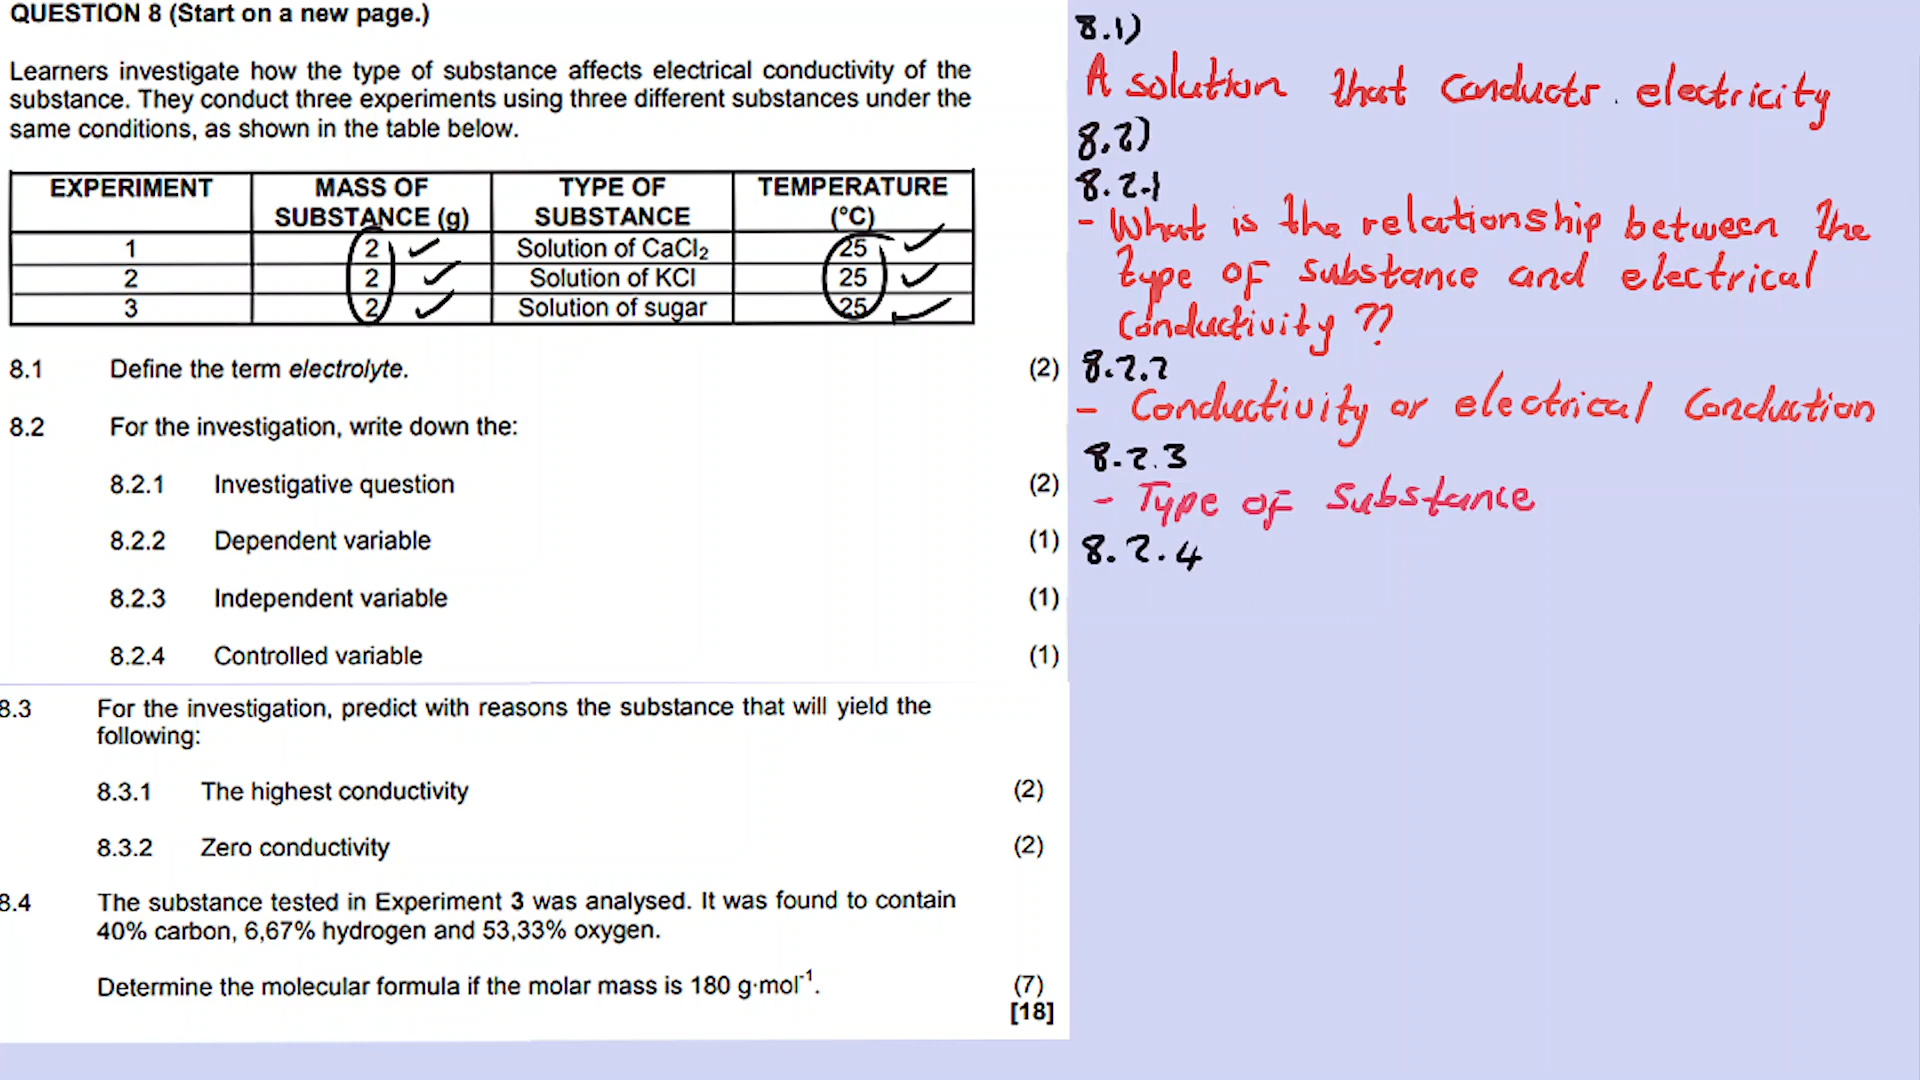 QUESTION 8 (Start on a new page.)
Learners investigate how the type of substance affects electrical conductivity of the
substance. They conduct three experiments using three different substances under the
same conditions, as shown in the table below.
EXPERIMENT MASS OF SUBSTANCE (g) TYPE OF SUBSTANCE TEMPERATURE (°C)
1 2 Solution of CaCl₂ 25
2 2 Solution of KCl 25
3 2 Solution of sugar 25
8.1 Define the term electrolyte. (2)
8.2 For the investigation, write down the:
8.2.1 Investigative question (2)
8.2.2 Dependent variable (1)
8.2.3 Independent variable (1)
8.2.4 Controlled variable (1)
8.3 For the investigation, predict with reasons the substance that will yield the
following:
8.3.1 The highest conductivity (2)
8.3.2 Zero conductivity (2)
8.4 The substance tested in Experiment 3 was analysed. It was found to contain
40% carbon, 6,67% hydrogen and 53,33% oxygen.
Determine the molecular formula if the molar mass is 180 g·mol⁻¹. (7)
[18]
8.1)
A solution that conducts. electricity
8.2)
8.2.1
- What is the relationship between the
type of substance and electrical
conductivity ??
8.2.2
- Conductivity or electrical conduction
8.2.3
- Type of substance
8.2.4